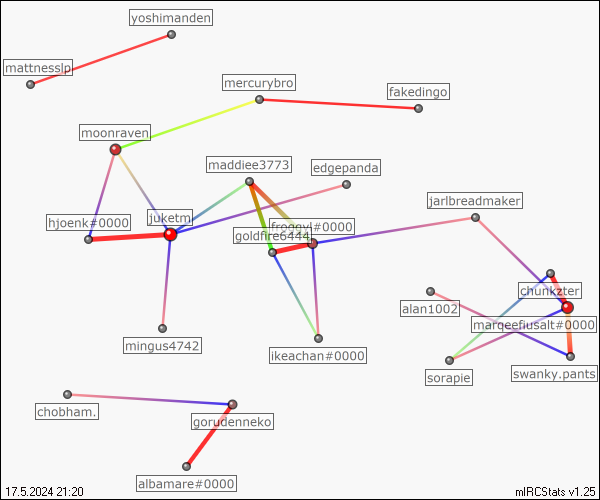 yoshimanden
mattnesslp
mercurybro
fakedingo
moonraven
maddiee3773
edgepanda
jarlbreadmaker
hjoenk#0000
juketm
froggyl#0000
goldfire6444
chunkzter
alan1002
marqeefiusalt#0000
mingus4742
ikeachan#0000
sorapie
swanky.pants
chobham.
gorudenneko
albamare#0000
17.5.2024 21:20
mIRCStats v1.25